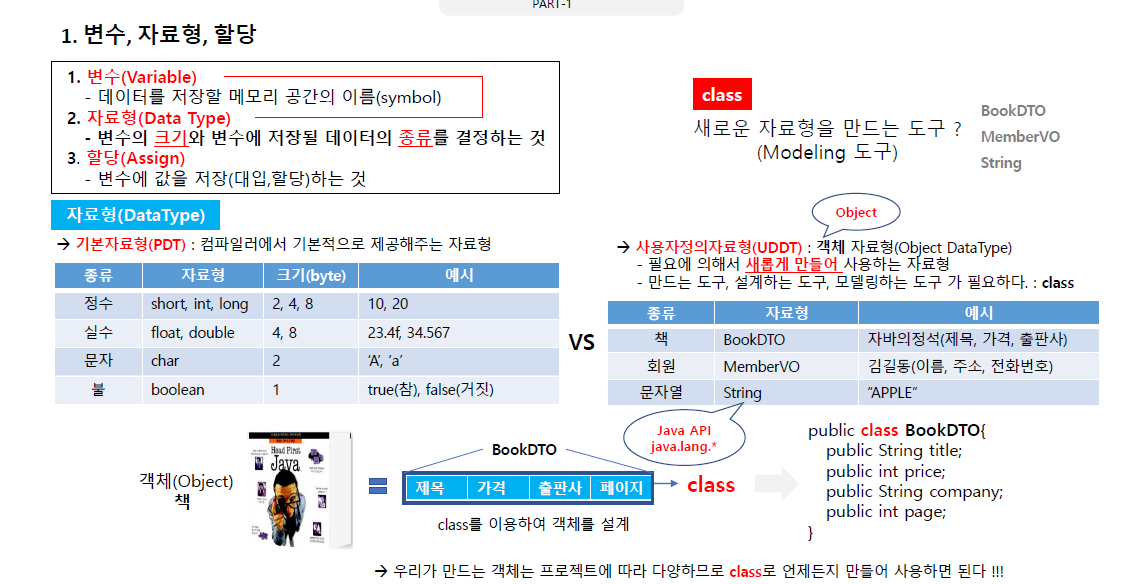 PART-1
1. 변수, 자료형, 할당
1. 변수(Variable)
- 데이터를 저장할 메모리 공간의 이름(symbol)
2. 자료형(Data Type)
- 변수의 크기와 변수에 저장될 데이터의 종류를 결정하는 것
3. 할당(Assign)
- 변수에 값을 저장(대입,할당)하는 것
class
새로운 자료형을 만드는 도구 ?
(Modeling 도구)
BookDTO
MemberVO
String
자료형(DataType)
→ 기본자료형(PDT) : 컴파일러에서 기본적으로 제공해주는 자료형
종류 자료형 크기(byte) 예시
정수 short, int, long 2, 4, 8 10, 20
실수 float, double 4, 8 23.4f, 34.567
문자 char 2 ‘A’, ‘a’
불 boolean 1 true(참), false(거짓)
VS
Object
→ 사용자정의자료형(UDDT) : 객체 자료형(Object DataType)
- 필요에 의해서 새롭게 만들어 사용하는 자료형
- 만드는 도구, 설계하는 도구, 모델링하는 도구 가 필요하다. : class
종류 자료형 예시
책 BookDTO 자바의정석(제목, 가격, 출판사)
회원 MemberVO 김길동(이름, 주소, 전화번호)
문자열 String “APPLE”
Java API
java.lang.*
객체(Object)
책
Head First
Java
BookDTO
제목 가격 출판사 페이지
class를 이용하여 객체를 설계
class
public class BookDTO{
public String title;
public int price;
public String company;
public int page;
}
→ 우리가 만드는 객체는 프로젝트에 따라 다양하므로 class로 언제든지 만들어 사용하면 된다 !!!